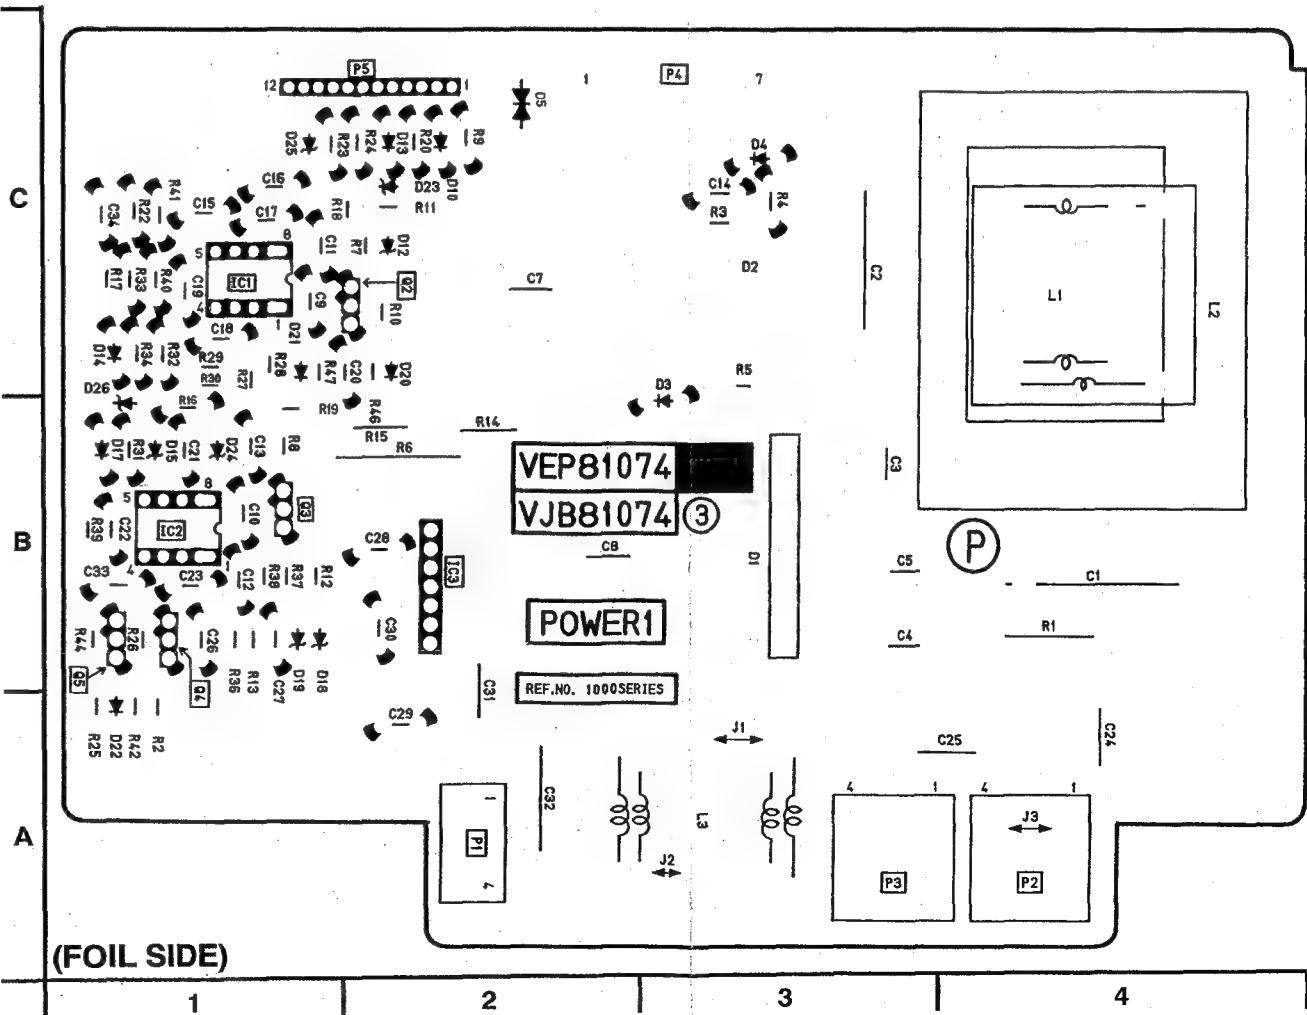 P5
12 1
1 P4 7
D5
D25 R23 R24 D13 R20 R9
D4
C16 D23 D10
C14 R4
R41
C34 R22 C15 C17 R18 R11 R3
C
8
C11 R7 D12
5
R17 R33 R40 C19 IC1 C9 Q2 C7 D2 C2
L1 L2
4 1
C18 D21 R10
D14 R34 R32 R29 R28 R47 C20 D20
D26 R30 R27 R5
D3
R16 R19 R46
R14
R15
R6
D17 R31 D15 C21 D24 C13 R8
VEP81074
C3
VJB81074 3
5 8
R39 C22 IC2 C10 Q3
B
C28 IC3 C8 D1 P
4 1
C33 C23 C12 R38 R37 R12
C5 C1
POWER1
R44 R26 C26 C30 C4 R1
Q5 Q4 R36 R13 C27 D19 D18
C31 REF.NO. 1000SERIES
C29
R25 D22 R42 R2 J1 C25 C24
4 1 4 1
1 C32
P1 L3 J3
A
J2
4 P3 P2
(FOIL SIDE)
1 2 3 4